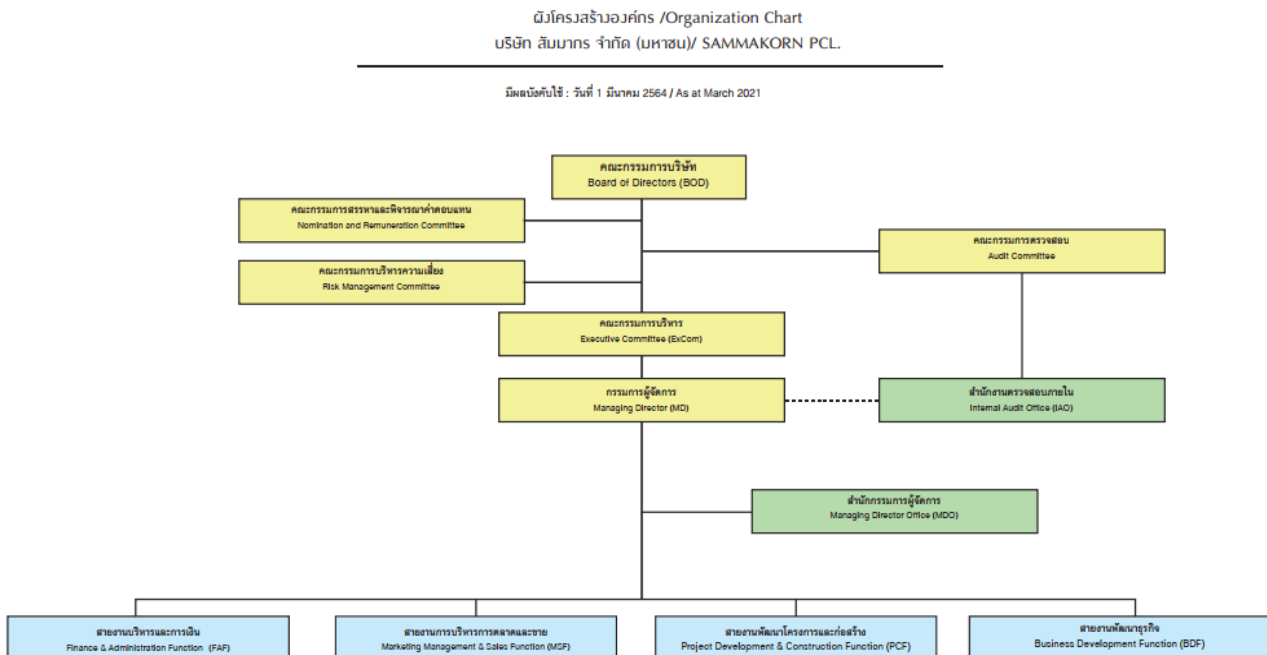 ผังโครงสร้างองค์กร /Organization Chart
บริษัท สัมมากร จำกัด (มหาชน)/ SAMMAKORN PCL.
มีผลบังคับใช้ : วันที่ 1 มีนาคม 2564 / As at March 2021
คณะกรรมการบริษัท
Board of Directors (BOD)
คณะกรรมการสรรหาและพิจารณาค่าตอบแทน
Nomination and Remuneration Committee
คณะกรรมการตรวจสอบ
Audit Committee
คณะกรรมการบริหารความเสี่ยง
Risk Management Committee
คณะกรรมการบริหาร
Executive Committee (ExCom)
กรรมการผู้จัดการ
Managing Director (MD)
สำนักงานตรวจสอบภายใน
Internal Audit Office (IAO)
สำนักกรรมการผู้จัดการ
Managing Director Office (MDO)
สายงานบริหารและการเงิน
Finance & Administration Function (FAF)
สายงานการบริหารการตลาดและขาย
Marketing Management & Sales Function (MSF)
สายงานพัฒนาโครงการและก่อสร้าง
Project Development & Construction Function (PCF)
สายงานพัฒนาธุรกิจ
Business Development Function (BDF)